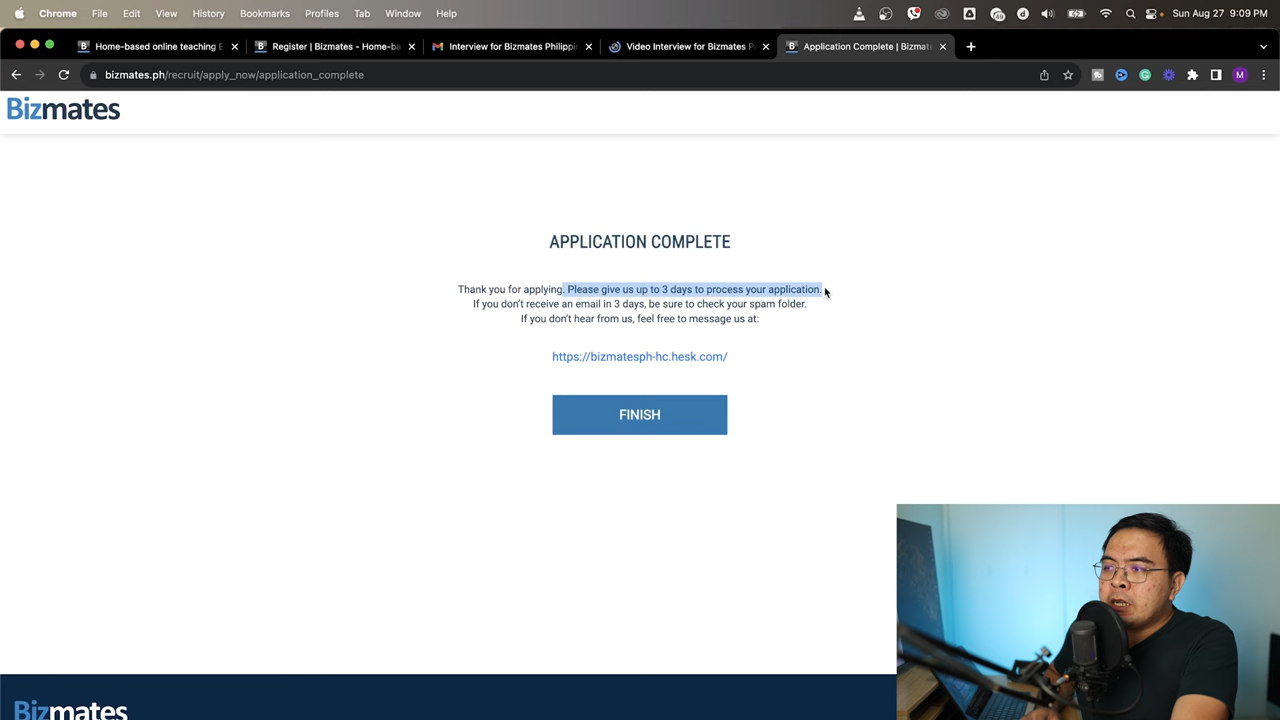 Chrome File Edit View History Bookmarks Profiles Tab Window Help Sun Aug 27 9:09 PM
Home-based online teaching E
Register | Bizmates - Home-ba
Interview for Bizmates Philippin
Video Interview for Bizmates P
Application Complete | Bizmate
bizmates.ph/recruit/apply_now/application_complete
M
Bizmates
APPLICATION COMPLETE
Thank you for applying. Please give us up to 3 days to process your application.
If you don't receive an email in 3 days, be sure to check your spam folder.
If you don't hear from us, feel free to message us at:
https://bizmatesph-hc.hesk.com/
FINISH
Bizmates